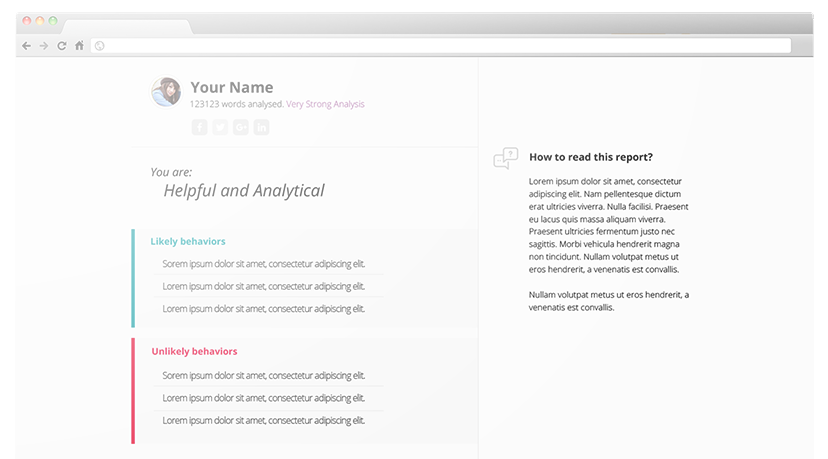 Your Name
123123 words analysed. Very Strong Analysis
You are:
Helpful and Analytical
Likely behaviors
Sorem ipsum dolor sit amet, consectetur adipiscing elit.
Lorem ipsum dolor sit amet, consectetur adipiscing elit.
Lorem ipsum dolor sit amet, consectetur adipiscing elit.
Unlikely behaviors
Sorem ipsum dolor sit amet, consectetur adipiscing elit.
Lorem ipsum dolor sit amet, consectetur adipiscing elit.
Lorem ipsum dolor sit amet, consectetur adipiscing elit.
How to read this report?
Lorem ipsum dolor sit amet, consectetur
adipiscing elit. Nam pellentesque dictum
erat ultricies viverra. Nulla facilisi. Praesent
eu lacus quis massa aliquam viverra.
Praesent ultricies fermentum justo nec
sagittis. Morbi vehicula hendrerit magna
non tincidunt. Nullam volutpat metus ut
eros hendrerit, a venenatis est convallis.
Nullam volutpat metus ut eros hendrerit, a
venenatis est convallis.